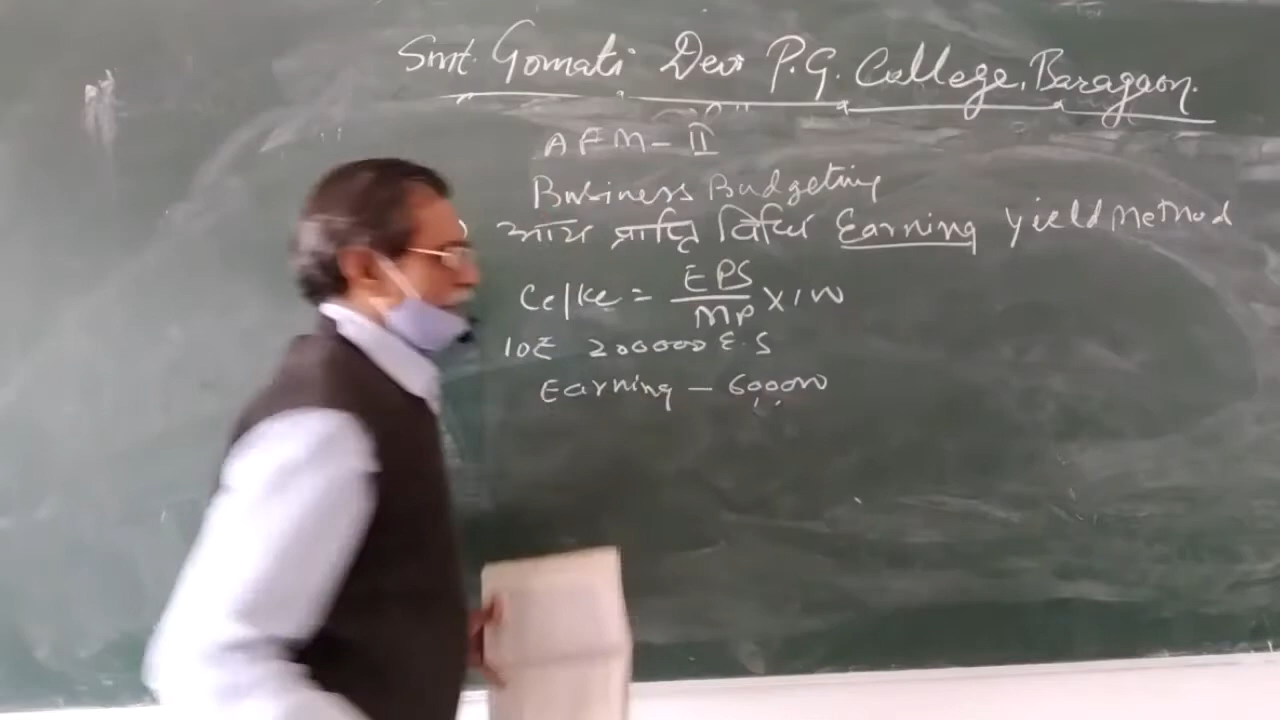 Smt. Gomati Devi P.G. College, Baragaon.
AFM-II
Business Budgeting
) आय प्राप्ति विधि Earning Yield Method
Ce/Ke = EPS/MP × 100
10₹ 200000 E.S
Earning - 600000